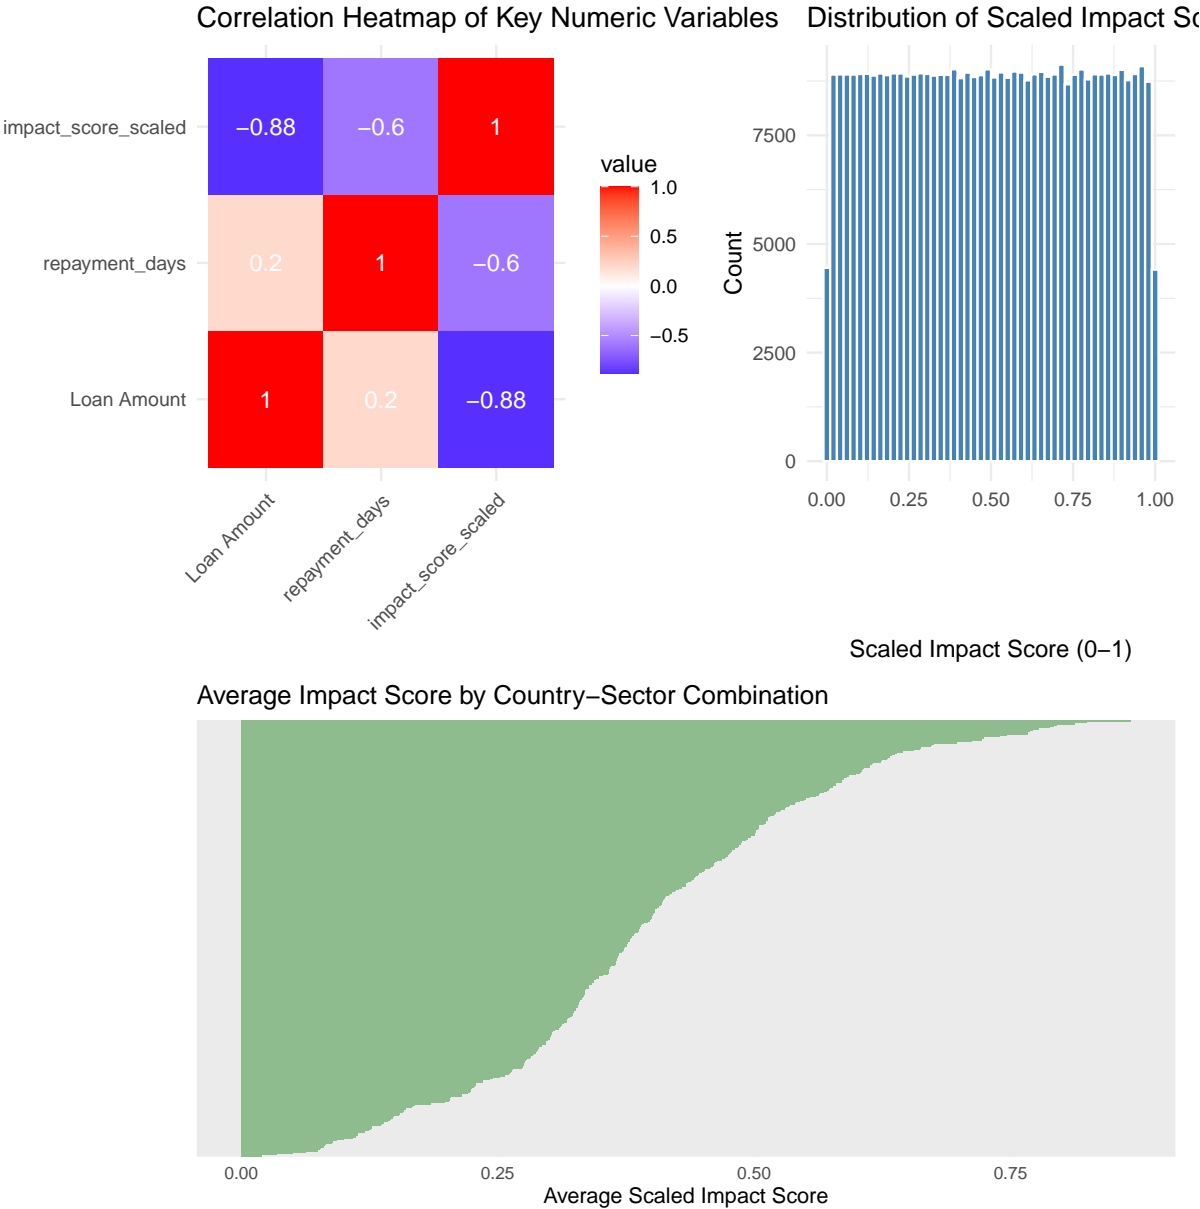 Correlation Heatmap of Key Numeric Variables
impact_score_scaled
repayment_days
Loan Amount
−0.88 −0.6 1
0.2 1 −0.6
1 0.2 −0.88
Loan Amount
repayment_days
impact_score_scaled
value
1.0
0.5
0.0
−0.5
Distribution of Scaled Impact Sc
Count
7500
5000
2500
0
0.00 0.25 0.50 0.75 1.00
Scaled Impact Score (0−1)
Average Impact Score by Country−Sector Combination
0.00 0.25 0.50 0.75
Average Scaled Impact Score